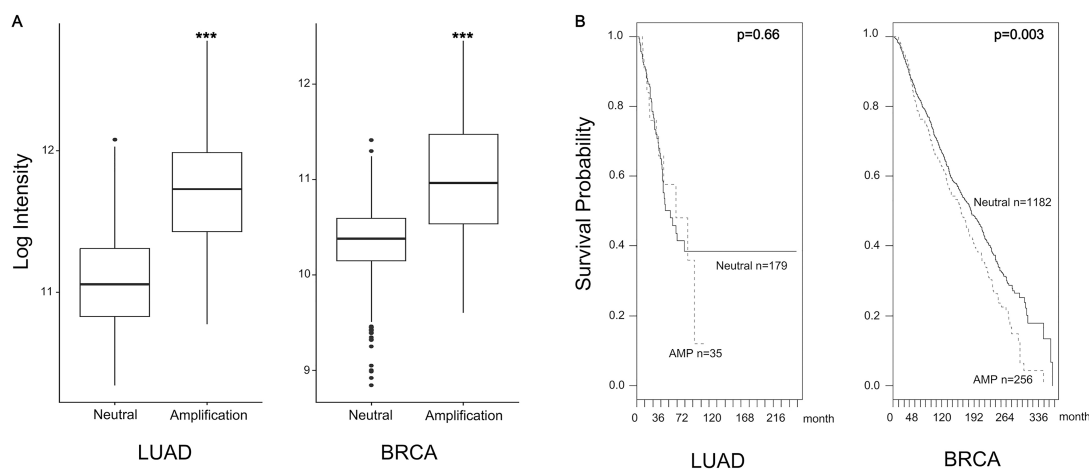 A
Log Intensity
***
12
11
Neutral Amplification
LUAD
***
12
11
10
9
Neutral Amplification
BRCA
B
Survival Probability
p=0.66
1.0
0.8
0.6
0.4
0.2
0.0
Neutral n=179
AMP n=35
0 36 72 120 168 216 month
LUAD
p=0.003
1.0
0.8
0.6
0.4
0.2
0.0
Neutral n=1182
AMP n=256
0 48 120 192 264 336 month
BRCA